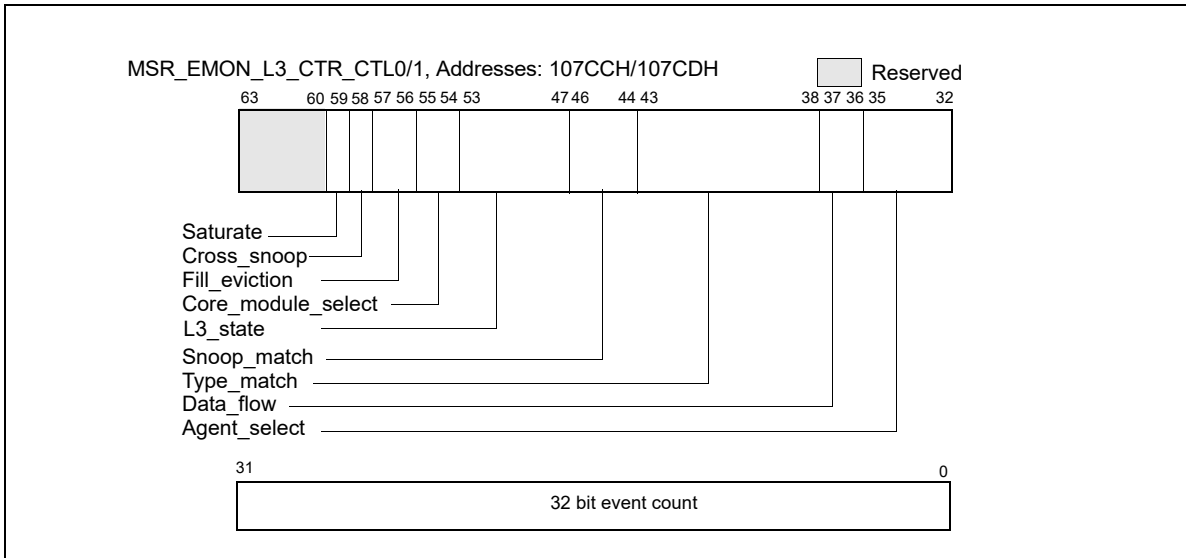 MSR_EMON_L3_CTR_CTL0/1, Addresses: 107CCH/107CDH
Reserved
63 60 59 58 57 56 55 54 53 47 46 44 43 38 37 36 35 32
Saturate
Cross_snoop
Fill_eviction
Core_module_select
L3_state
Snoop_match
Type_match
Data_flow
Agent_select
31 0
32 bit event count